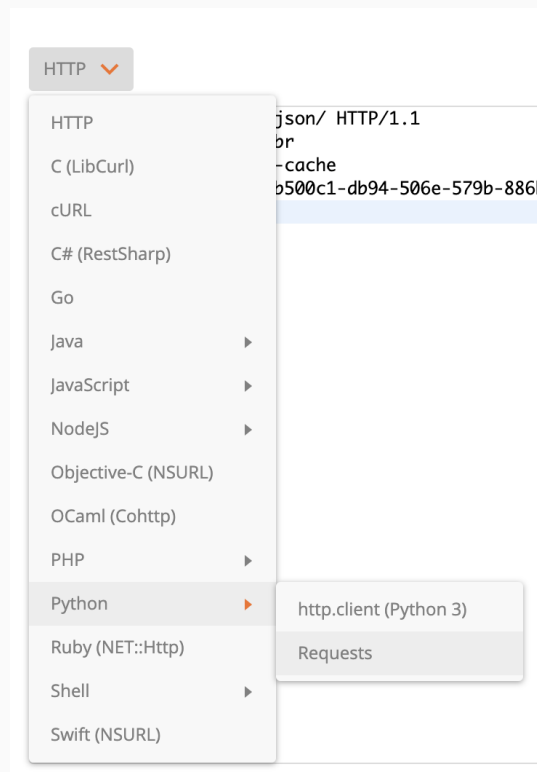 HTTP
HTTP
json/ HTTP/1.1
C (LibCurl)
br
-cache
cURL
b500c1-db94-506e-579b-886
C# (RestSharp)
Go
Java
JavaScript
NodeJS
Objective-C (NSURL)
OCaml (Cohttp)
PHP
Python
http.client (Python 3)
Ruby (NET::Http)
Requests
Shell
Swift (NSURL)